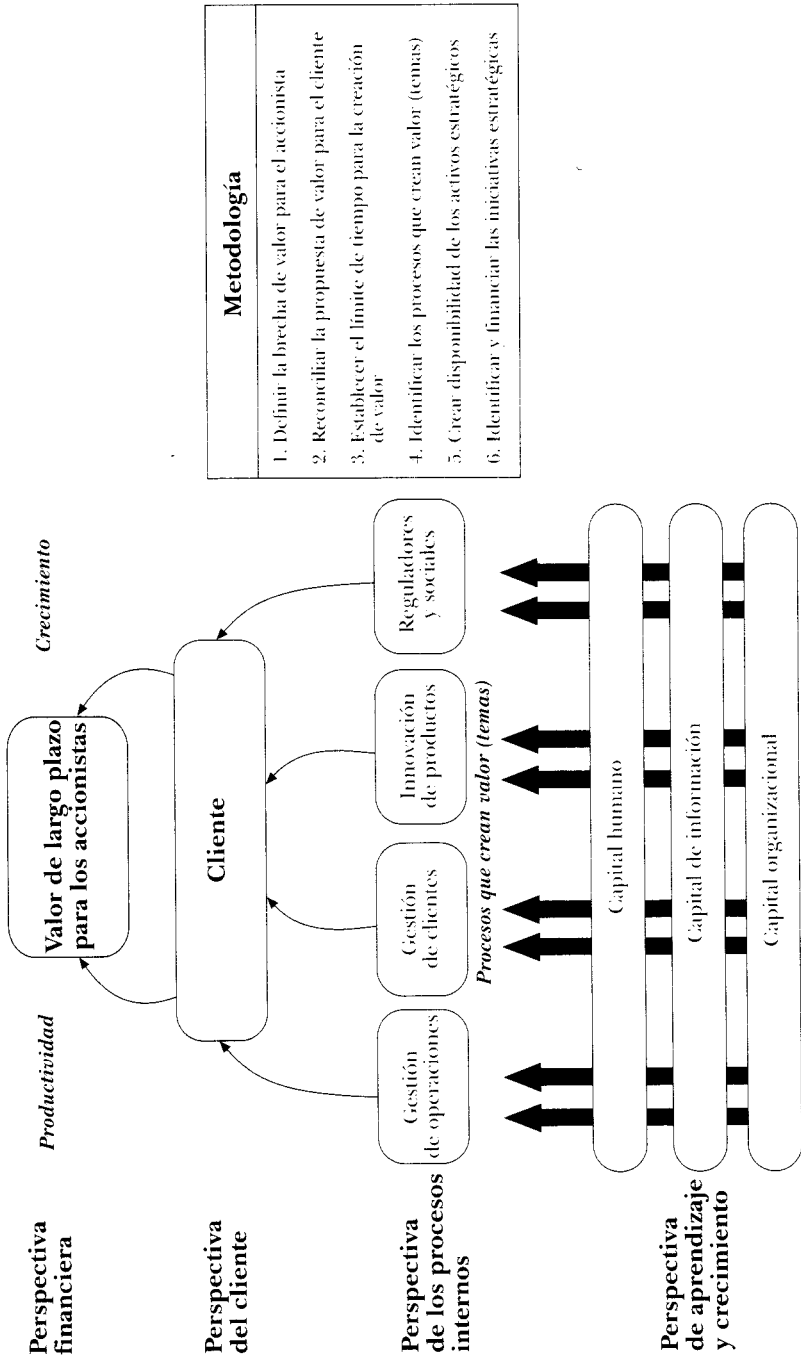 Perspectiva
financiera
Productividad
Valor de largo plazo
para los accionistas
Crecimiento
Perspectiva
del cliente
Cliente
Perspectiva
de los procesos
internos
Gestión
de operaciones
Gestión
de clientes
Innovación
de productos
Reguladores
y sociales
Procesos que crean valor (temas)
Perspectiva
de aprendizaje
y crecimiento
Capital humano
Capital de información
Capital organizacional
Metodología
1. Definir la brecha de valor para el accionista
2. Reconciliar la propuesta de valor para el cliente
3. Establecer el límite de tiempo para la creación
de valor
4. Identificar los procesos que crean valor (temas)
5. Crear disponibilidad de los activos estratégicos
6. Identificar y financiar las iniciativas estratégicas